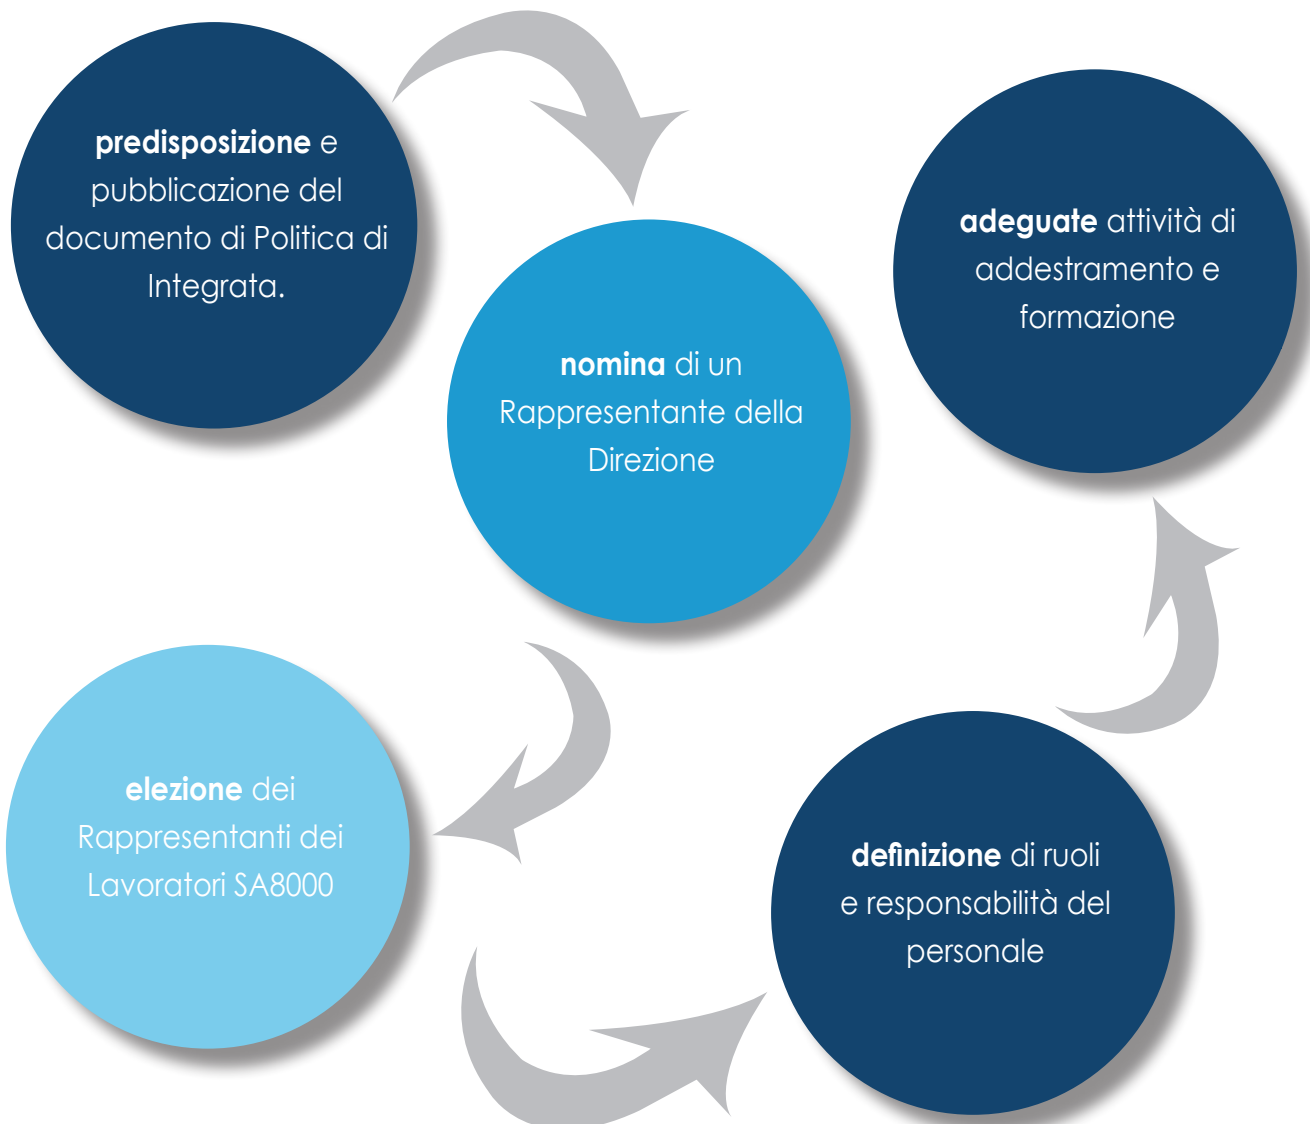 predisposizione e
pubblicazione del
documento di Politica di
Integrata.
nomina di un
Rappresentante della
Direzione
elezione dei
Rappresentanti dei
Lavoratori SA8000
definizione di ruoli
e responsabilità del
personale
adeguate attività di
addestramento e
formazione